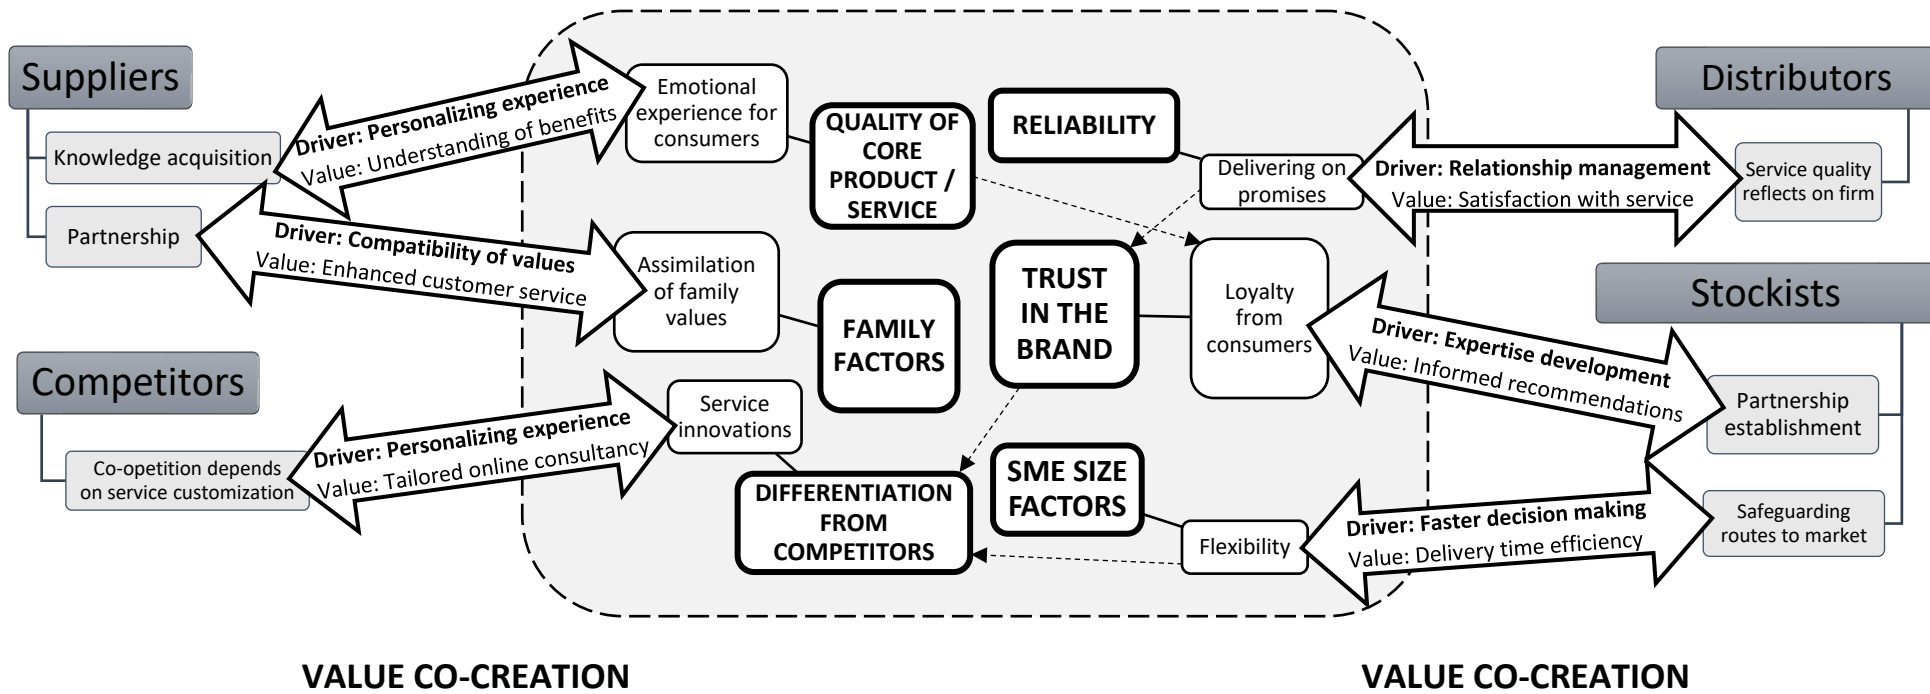 Suppliers
Knowledge acquisition
Partnership
Competitors
Co-opetition depends
on service customization
Driver: Personalizing experience
Value: Understanding of benefits
Driver: Compatibility of values
Value: Enhanced customer service
Driver: Personalizing experience
Value: Tailored online consultancy
Emotional
experience for
consumers
Assimilation
of family
values
Service
innovations
QUALITY OF
CORE
PRODUCT /
SERVICE
FAMILY
FACTORS
DIFFERENTIATION
FROM
COMPETITORS
RELIABILITY
TRUST
IN THE
BRAND
SME SIZE
FACTORS
Delivering on
promises
Loyalty
from
consumers
Flexibility
Driver: Relationship management
Value: Satisfaction with service
Driver: Expertise development
Value: Informed recommendations
Driver: Faster decision making
Value: Delivery time efficiency
Distributors
Service quality
reflects on firm
Stockists
Partnership
establishment
Safeguarding
routes to market
VALUE CO-CREATION
VALUE CO-CREATION